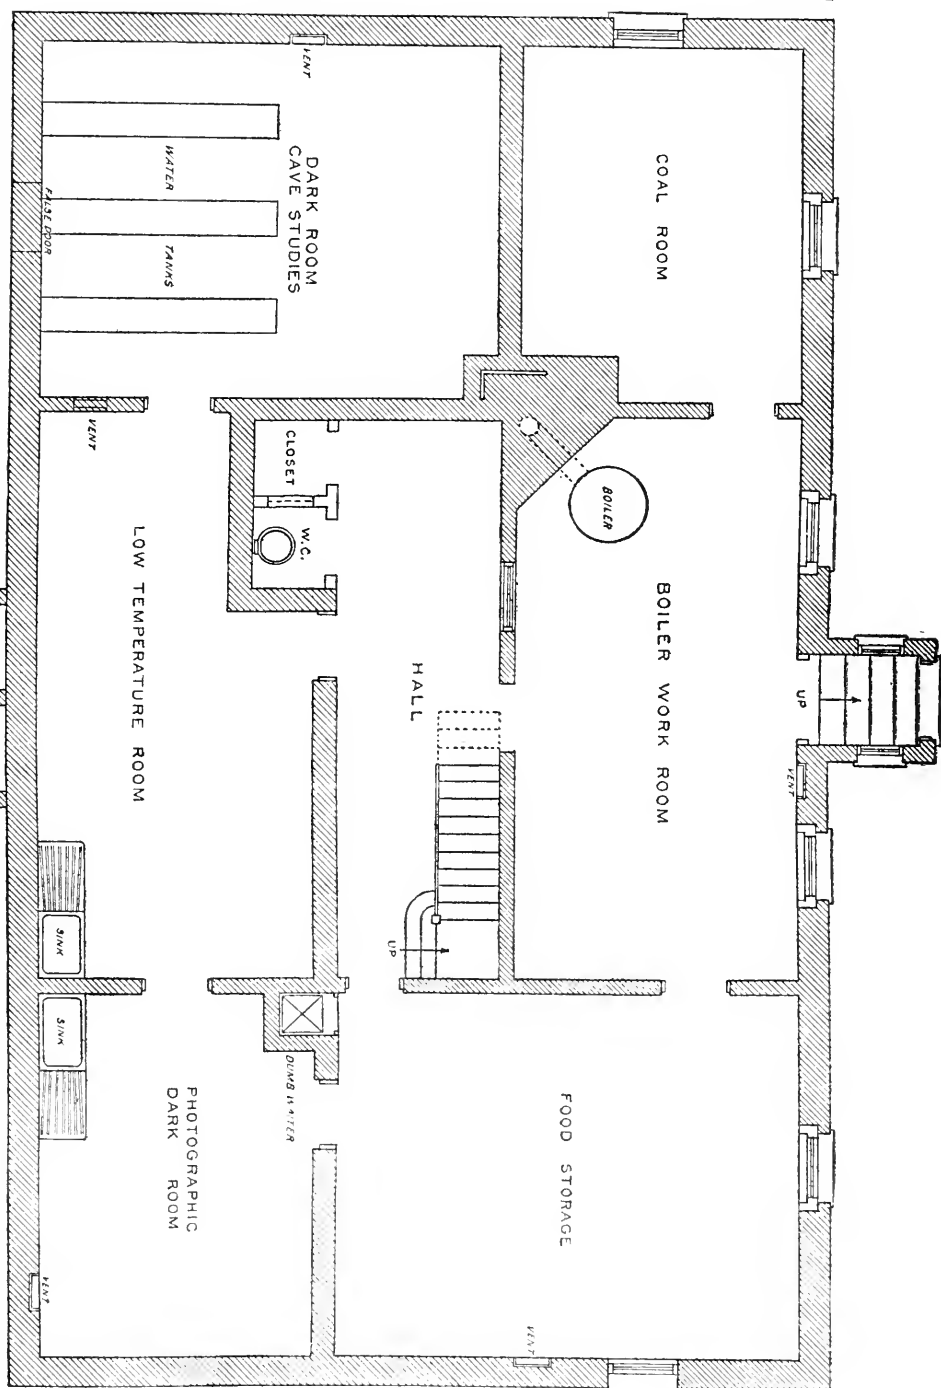 VENT
COAL ROOM
DARK ROOM
CAVE STUDIES
WATER
TANKS
FALSE DOOR
VENT
CLOSET
W.C.
BOILER
BOILER WORK ROOM
UP
VENT
HALL
LOW TEMPERATURE ROOM
UP
SINK
SINK
DUMB WAITER
PHOTOGRAPHIC
DARK ROOM
FOOD STORAGE
VENT
VENT